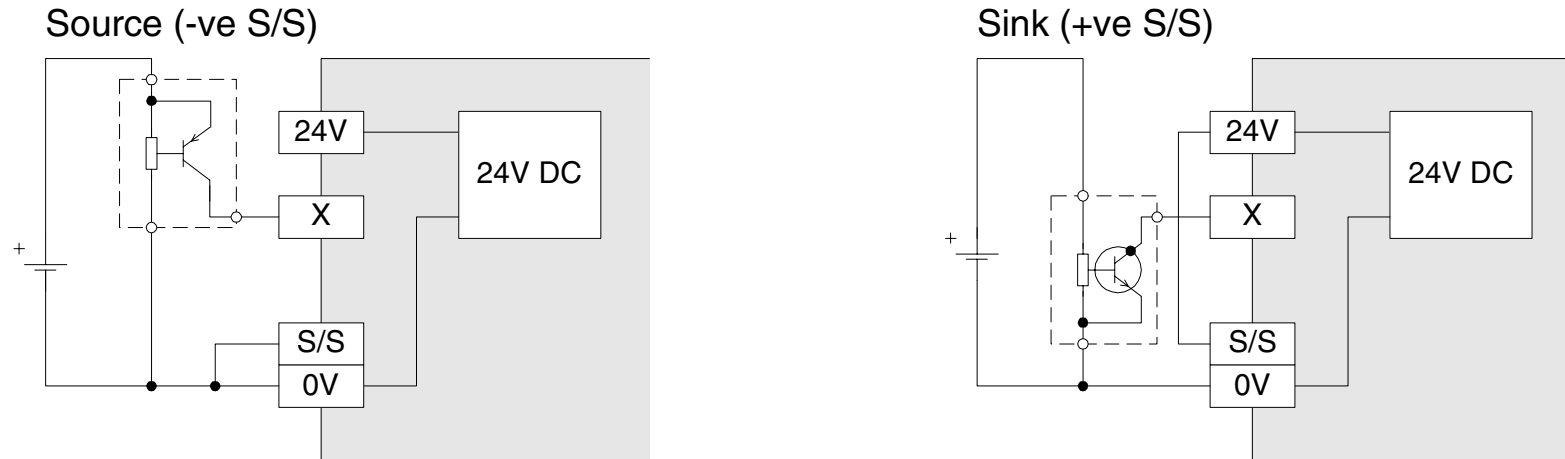 Source (-ve S/S)
24V
24V DC
X
+
S/S
0V
Sink (+ve S/S)
24V
24V DC
X
+
S/S
0V